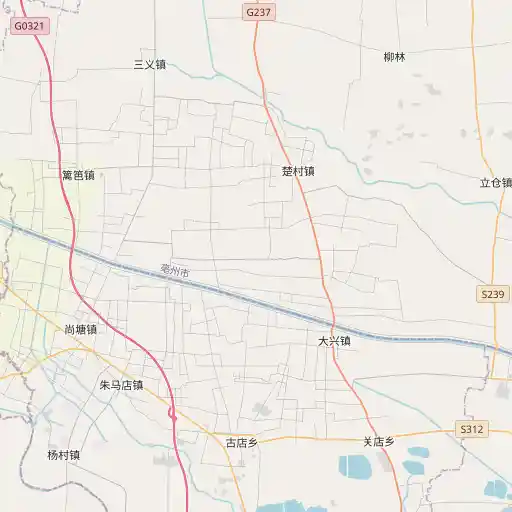 G237
G0321
柳林
三义镇
楚村镇
篱笆镇
立仓镇
亳州市
S239
尚塘镇
大兴镇
朱马店镇
S312
古店乡
关店乡
杨村镇